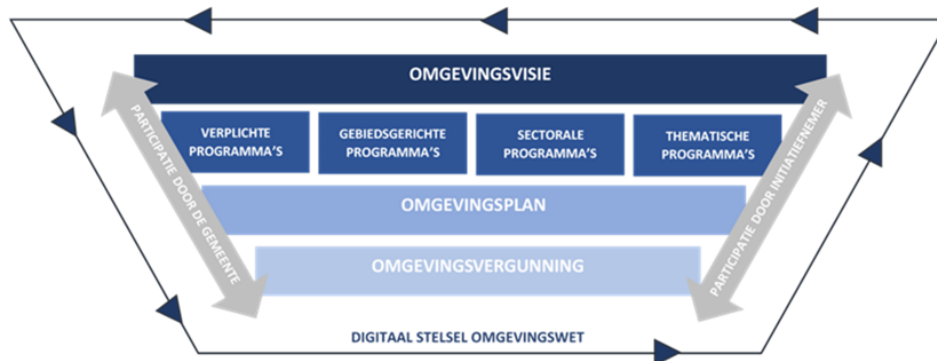 OMGEVINGSVISIE
VERPLICHTE
PROGRAMMA'S
GEBIEDSGERICHTE
PROGRAMMA'S
SECTORALE
PROGRAMMA'S
THEMATISCHE
PROGRAMMA'S
OMGEVINGSPLAN
OMGEVINGSVERGUNNING
PARTICIPATIE DOOR DE GEMEENTE
PARTICIPATIE DOOR INITIATIEFNEMER
DIGITAAL STELSEL OMGEVINGSWET